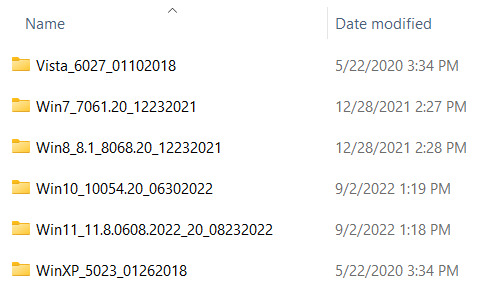 Name Date modified
Vista_6027_01102018 5/22/2020 3:34 PM
Win7_7061.20_12232021 12/28/2021 2:27 PM
Win8_8.1_8068.20_12232021 12/28/2021 2:28 PM
Win10_10054.20_06302022 9/2/2022 1:19 PM
Win11_11.8.0608.2022_20_08232022 9/2/2022 1:18 PM
WinXP_5023_01262018 5/22/2020 3:34 PM